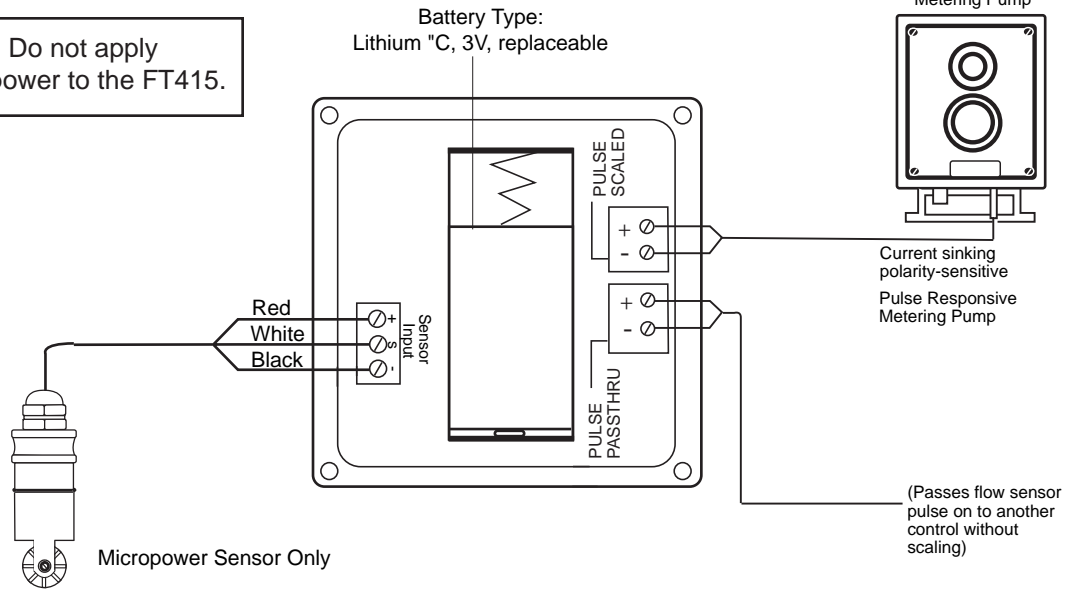 Metering Pump
Battery Type:
Lithium "C, 3V, replaceable
Do not apply
power to the FT415.
PULSE
SCALED
+
-
Current sinking
polarity-sensitive
Pulse Responsive
Metering Pump
+
-
PULSE
PASSTHRU
Red
White
Black
+
S
-
Sensor
Input
(Passes flow sensor
pulse on to another
control without
scaling)
Micropower Sensor Only